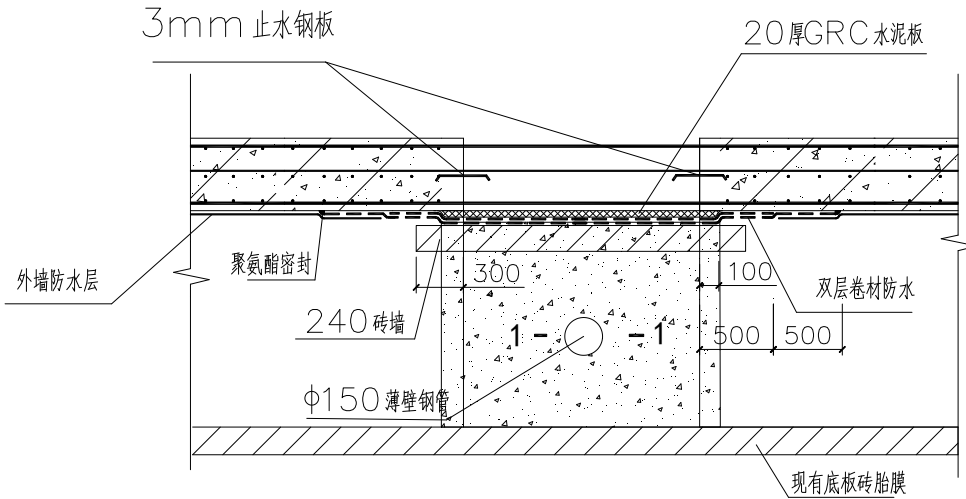 3mm 止水钢板
20厚GRC水泥板
聚氨酯密封
外墙防水层
300
100
双层卷材防水
240砖墙
1- -1
500 500
φ150薄壁钢管
现有底板砖胎膜